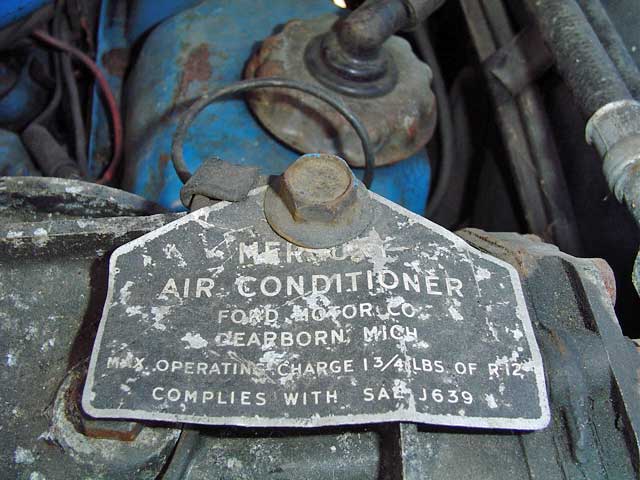 MERCURY
AIR CONDITIONER
FORD MOTOR CO.
DEARBORN, MICH
MAX. OPERATING CHARGE 1 3/4 LBS. OF R12
COMPLIES WITH SAE J639